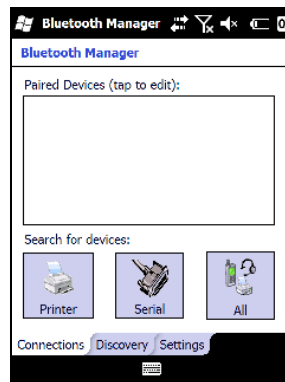 Bluetooth Manager
Bluetooth Manager
Paired Devices (tap to edit):
Search for devices:
Printer Serial All
Connections Discovery Settings